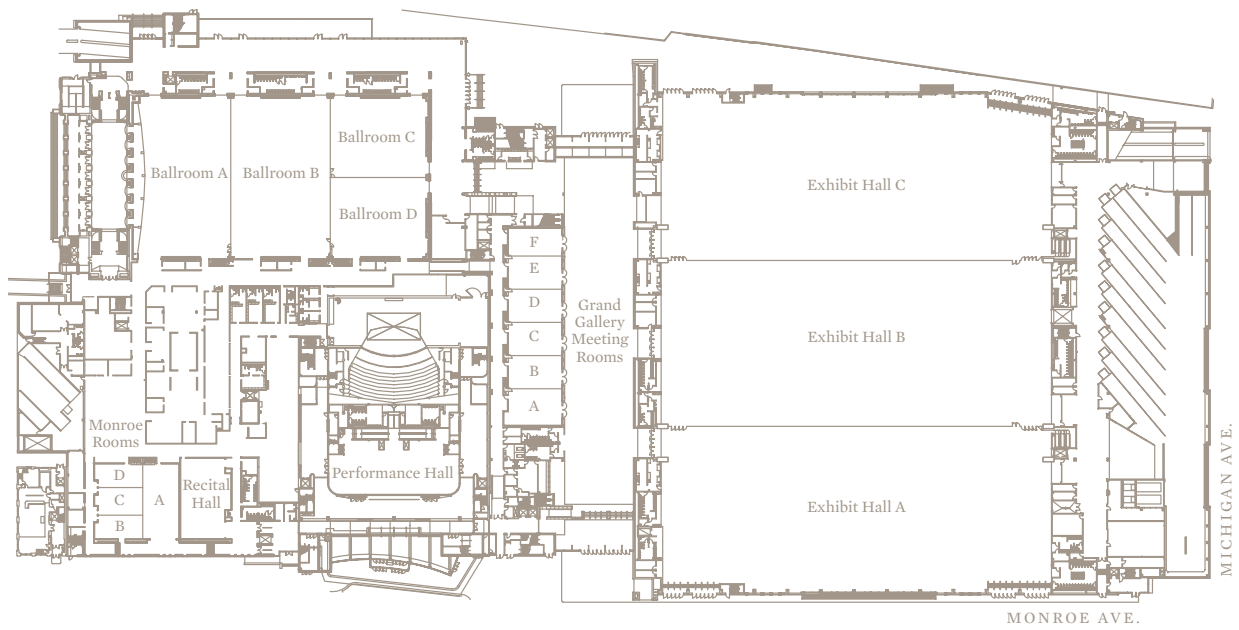 Ballroom C
Ballroom A
Ballroom B
Ballroom D
Exhibit Hall C
F
E
D
C
B
A
Grand
Gallery
Meeting
Rooms
Exhibit Hall B
Monroe
Rooms
D
C
B
A
Recital
Hall
Performance Hall
Exhibit Hall A
MICHIGAN AVE.
MONROE AVE.